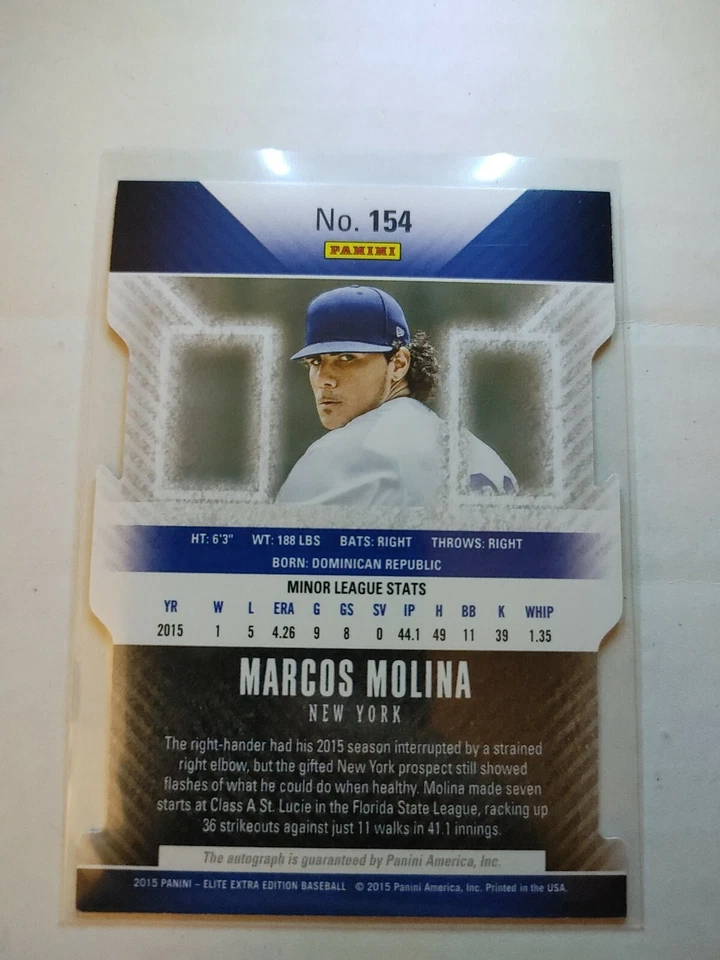 No. 154
PANINI
HT: 6'3" WT: 188 LBS BATS: RIGHT THROWS: RIGHT
BORN: DOMINICAN REPUBLIC
MINOR LEAGUE STATS
YR W L ERA G GS SV IP H BB K WHIP
2015 1 5 4.26 9 8 0 44.1 49 11 39 1.35
MARCOS MOLINA
NEW YORK
The right-hander had his 2015 season interrupted by a strained
right elbow, but the gifted New York prospect still showed
flashes of what he could do when healthy. Molina made seven
starts at Class A St. Lucie in the Florida State League, racking up
36 strikeouts against just 11 walks in 41.1 innings.
The autograph is guaranteed by Panini America, Inc.
2015 PANINI – ELITE EXTRA EDITION BASEBALL © 2015 Panini America, Inc. Printed in the USA.